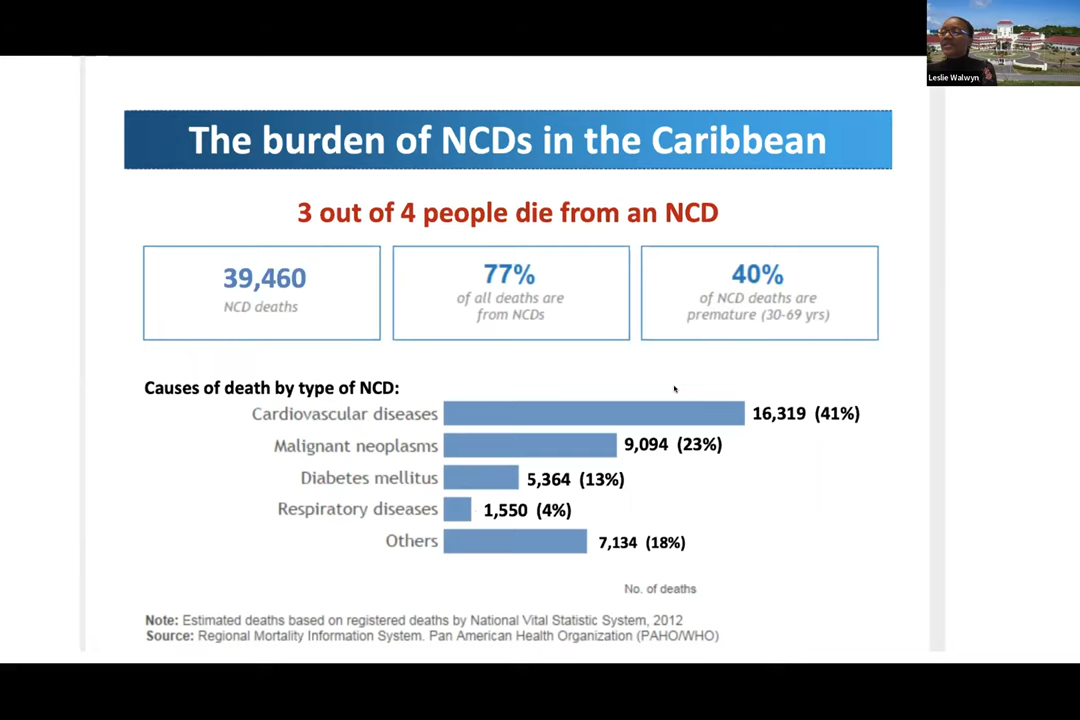 Leslie Walwyn
The burden of NCDs in the Caribbean
3 out of 4 people die from an NCD
39,460
NCD deaths
77%
of all deaths are
from NCDs
40%
of NCD deaths are
premature (30-69 yrs)
Causes of death by type of NCD:
Cardiovascular diseases 16,319 (41%)
Malignant neoplasms 9,094 (23%)
Diabetes mellitus 5,364 (13%)
Respiratory diseases 1,550 (4%)
Others 7,134 (18%)
No. of deaths
Note: Estimated deaths based on registered deaths by National Vital Statistic System, 2012
Source: Regional Mortality Information System. Pan American Health Organization (PAHO/WHO)